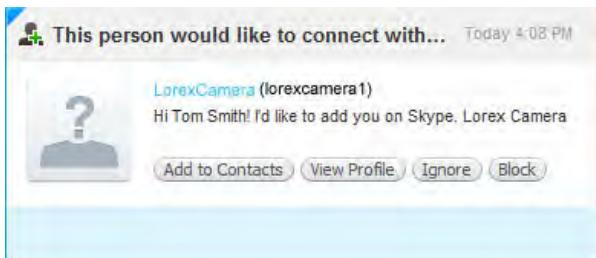 This person would like to connect with... Today 4:08 PM
LorexCamera (lorexcamera1)
Hi Tom Smith! I'd like to add you on Skype. Lorex Camera
Add to Contacts View Profile Ignore Block